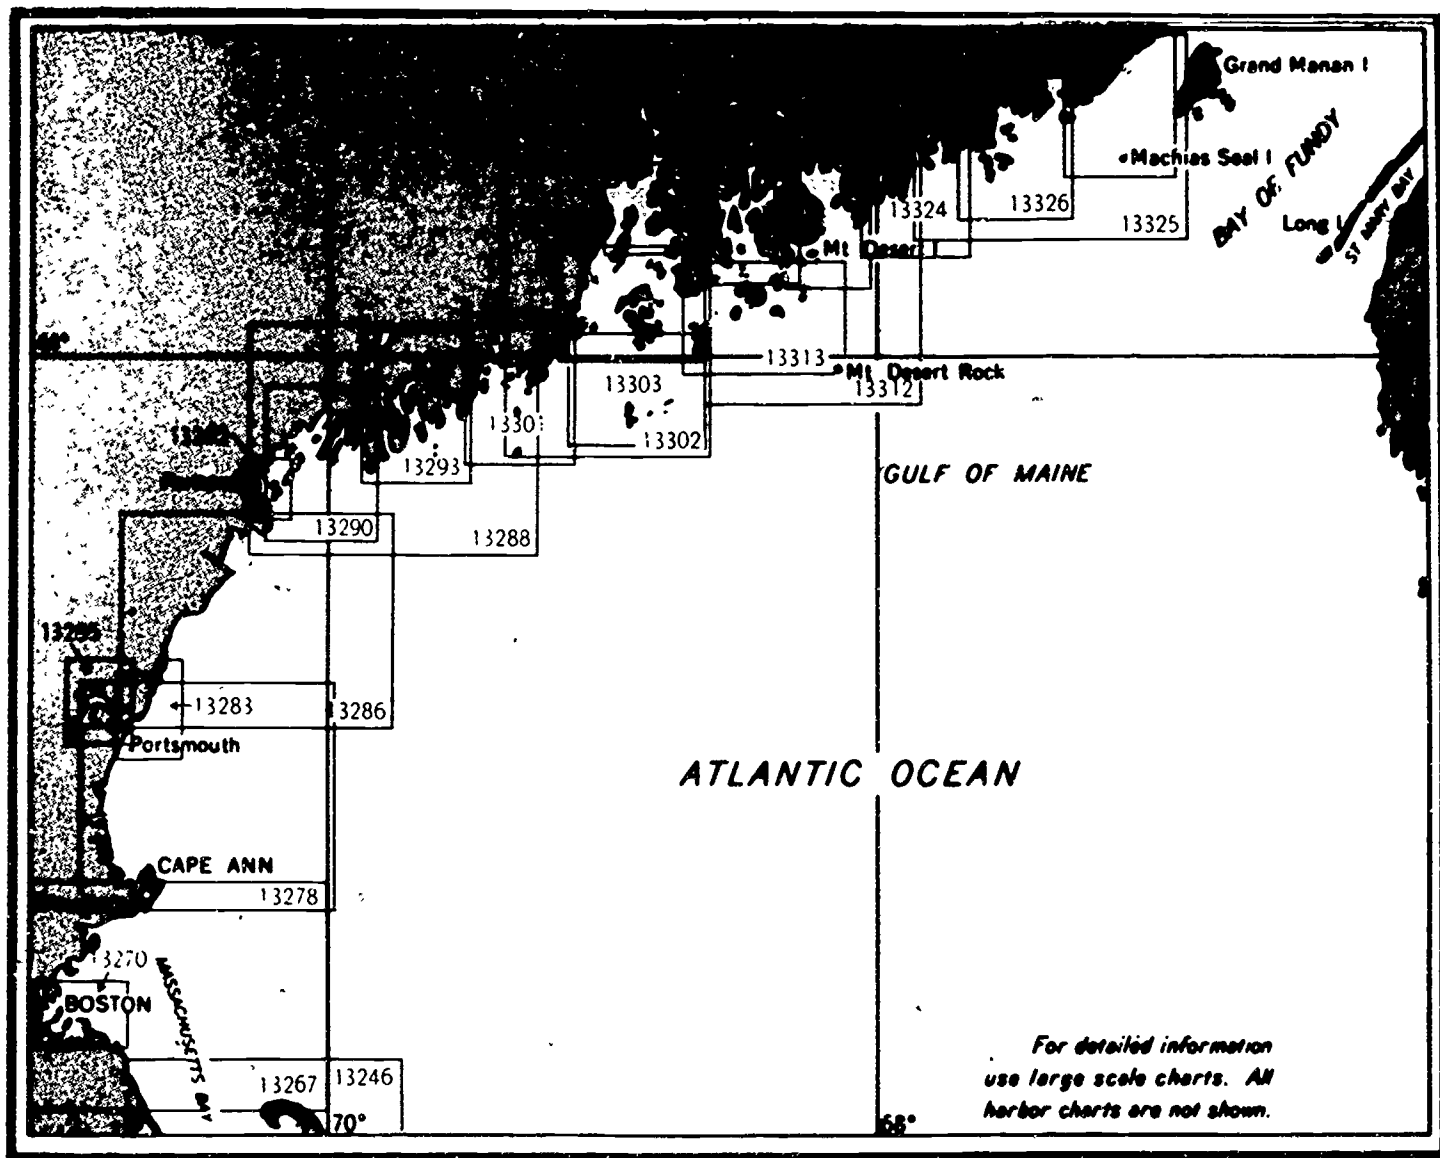 Grand Manan I
Machias Seal I
BAY OF FUNDY
Long I
ST MARY BAY
13324
13326
13325
Mt Desert I
44°
13313
Mt Desert Rock
13303
13312
13301
13302
13293
GULF OF MAINE
13290
13288
13283
13286
Portsmouth
ATLANTIC OCEAN
CAPE ANN
13278
13270
MASSACHUSETTS BAY
BOSTON
For detailed information
use large scale charts. All
harbor charts are not shown.
13267
13246
70°
68°